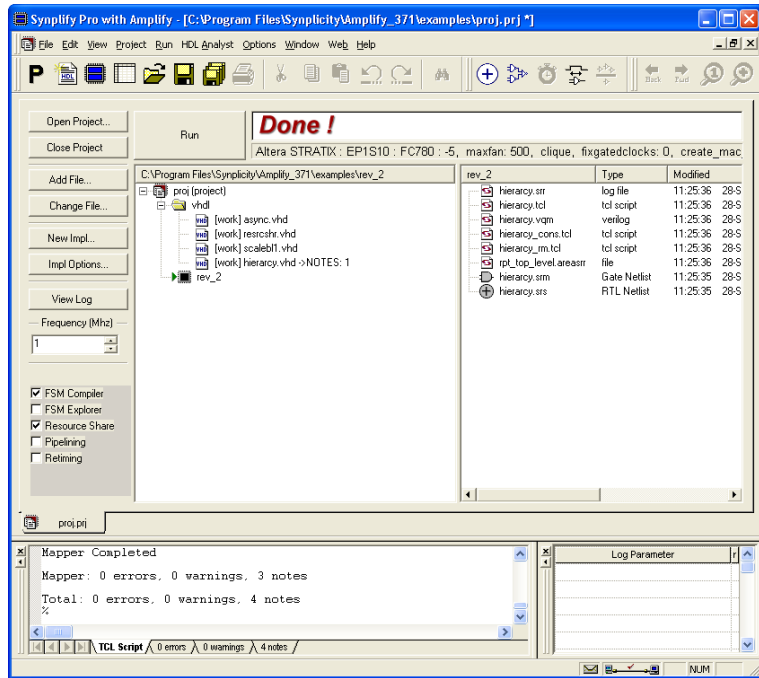 Synplify Pro with Amplify - [C:\Program Files\Synplicity\Amplify_371\examples\proj.prj *]
File Edit View Project Run HDL Analyst Options Window Web Help
P HDL Back Fwd 1
Open Project...
Close Project
Run
Done !
Altera STRATIX : EP1S10 : FC780 : -5, maxfan: 500, clique, fixgatedclocks: 0, create_mac
Add File...
Change File...
New Impl...
Impl Options...
View Log
Frequency (Mhz)
1
FSM Compiler
FSM Explorer
Resource Share
Pipelining
Retiming
C:\Program Files\Synplicity\Amplify_371\examples\rev_2
proj (project)
vhdl
[work] async.vhd
[work] resrcshr.vhd
[work] scalebl1.vhd
[work] hierarcy.vhd ->NOTES: 1
rev_2
rev_2 Type Modified
hierarcy.srr log file 11:25:36 28-S
hierarcy.tcl tcl script 11:25:36 28-S
hierarcy.vqm verilog 11:25:36 28-S
hierarcy_cons.tcl tcl script 11:25:36 28-S
hierarcy_rm.tcl tcl script 11:25:36 28-S
rpt_top_level.areasrr file 11:25:36 28-S
hierarcy.srm Gate Netlist 11:25:35 28-S
hierarcy.srs RTL Netlist 11:25:35 28-S
proj.prj
Mapper Completed
Mapper: 0 errors, 0 warnings, 3 notes
Total: 0 errors, 0 warnings, 4 notes
%
TCL Script 0 errors 0 warnings 4 notes
Log Parameter r
NUM